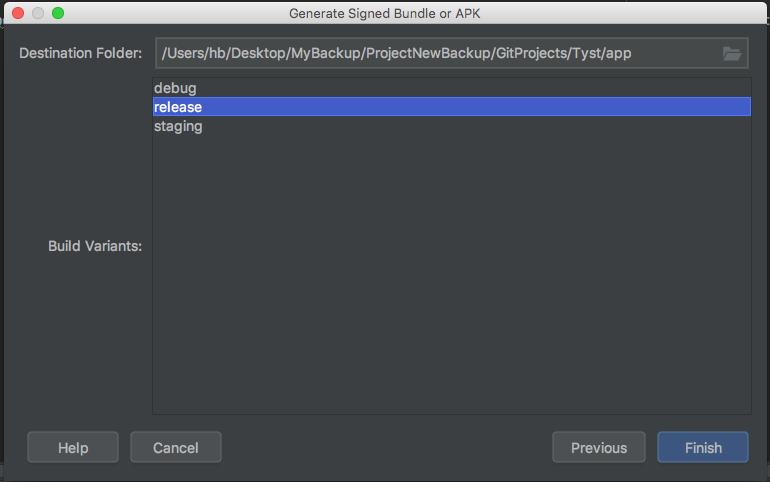 Generate Signed Bundle or APK
Destination Folder: /Users/hb/Desktop/MyBackup/ProjectNewBackup/GitProjects/Tyst/app
debug
release
staging
Build Variants:
Help Cancel Previous Finish